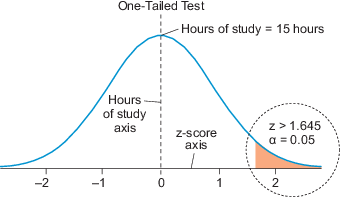 One-Tailed Test
Hours of study = 15 hours
Hours
of study
axis
z-score
axis
z > 1.645
α = 0.05
–2
–1
0
1
2